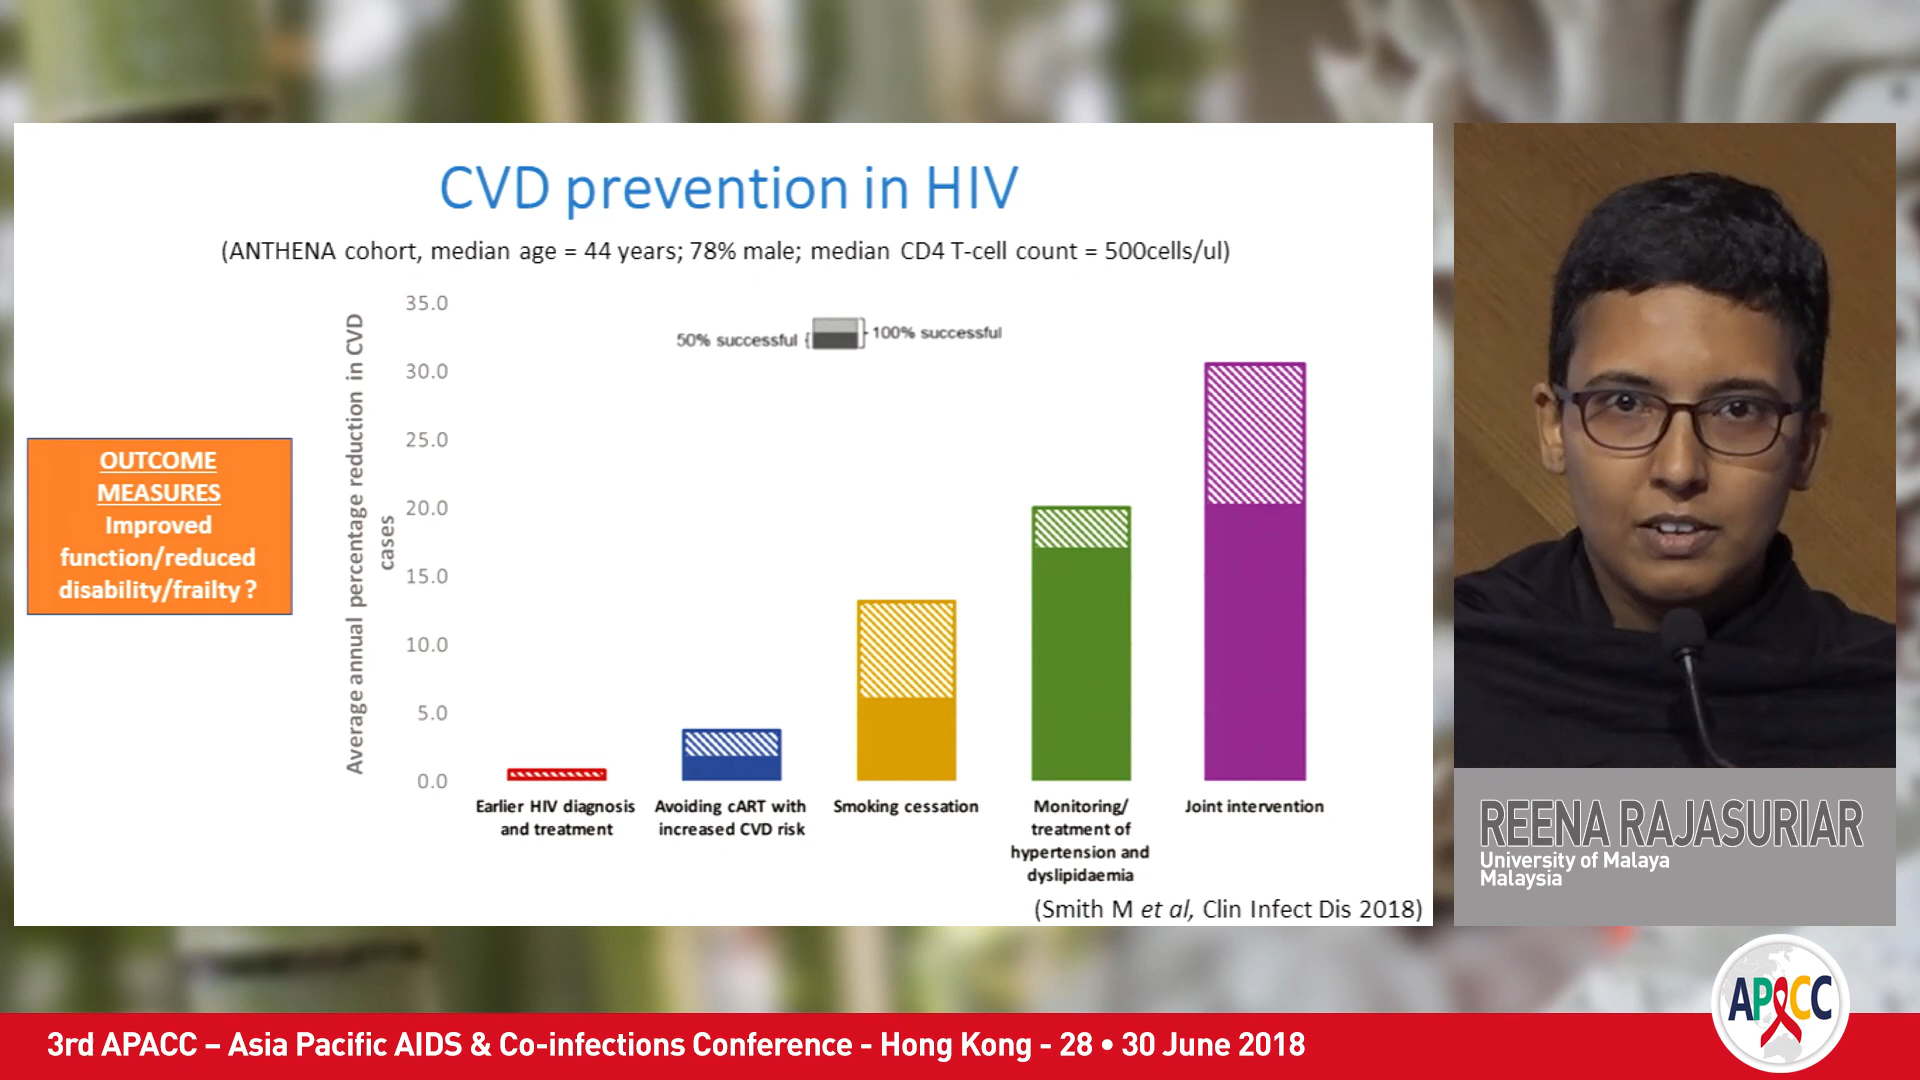 CVD prevention in HIV
(ANTHENA cohort, median age = 44 years; 78% male; median CD4 T-cell count = 500cells/ul)
OUTCOME
MEASURES
Improved
function/reduced
disability/frailty ?
Average annual percentage reduction in CVD
cases
35.0
30.0
25.0
20.0
15.0
10.0
5.0
0.0
50% successful
100% successful
Earlier HIV diagnosis
and treatment
Avoiding cART with
increased CVD risk
Smoking cessation
Monitoring/
treatment of
hypertension and
dyslipidaemia
Joint intervention
(Smith M et al, Clin Infect Dis 2018)
REENA RAJASURIAR
University of Malaya
Malaysia
APACC
3rd APACC – Asia Pacific AIDS & Co-infections Conference - Hong Kong - 28 • 30 June 2018